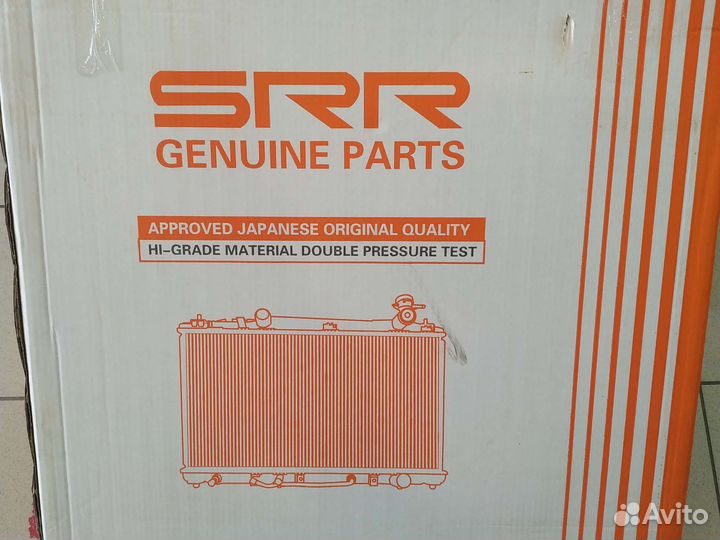 SRR
GENUINE PARTS
APPROVED JAPANESE ORIGINAL QUALITY
HI-GRADE MATERIAL DOUBLE PRESSURE TEST
Avito